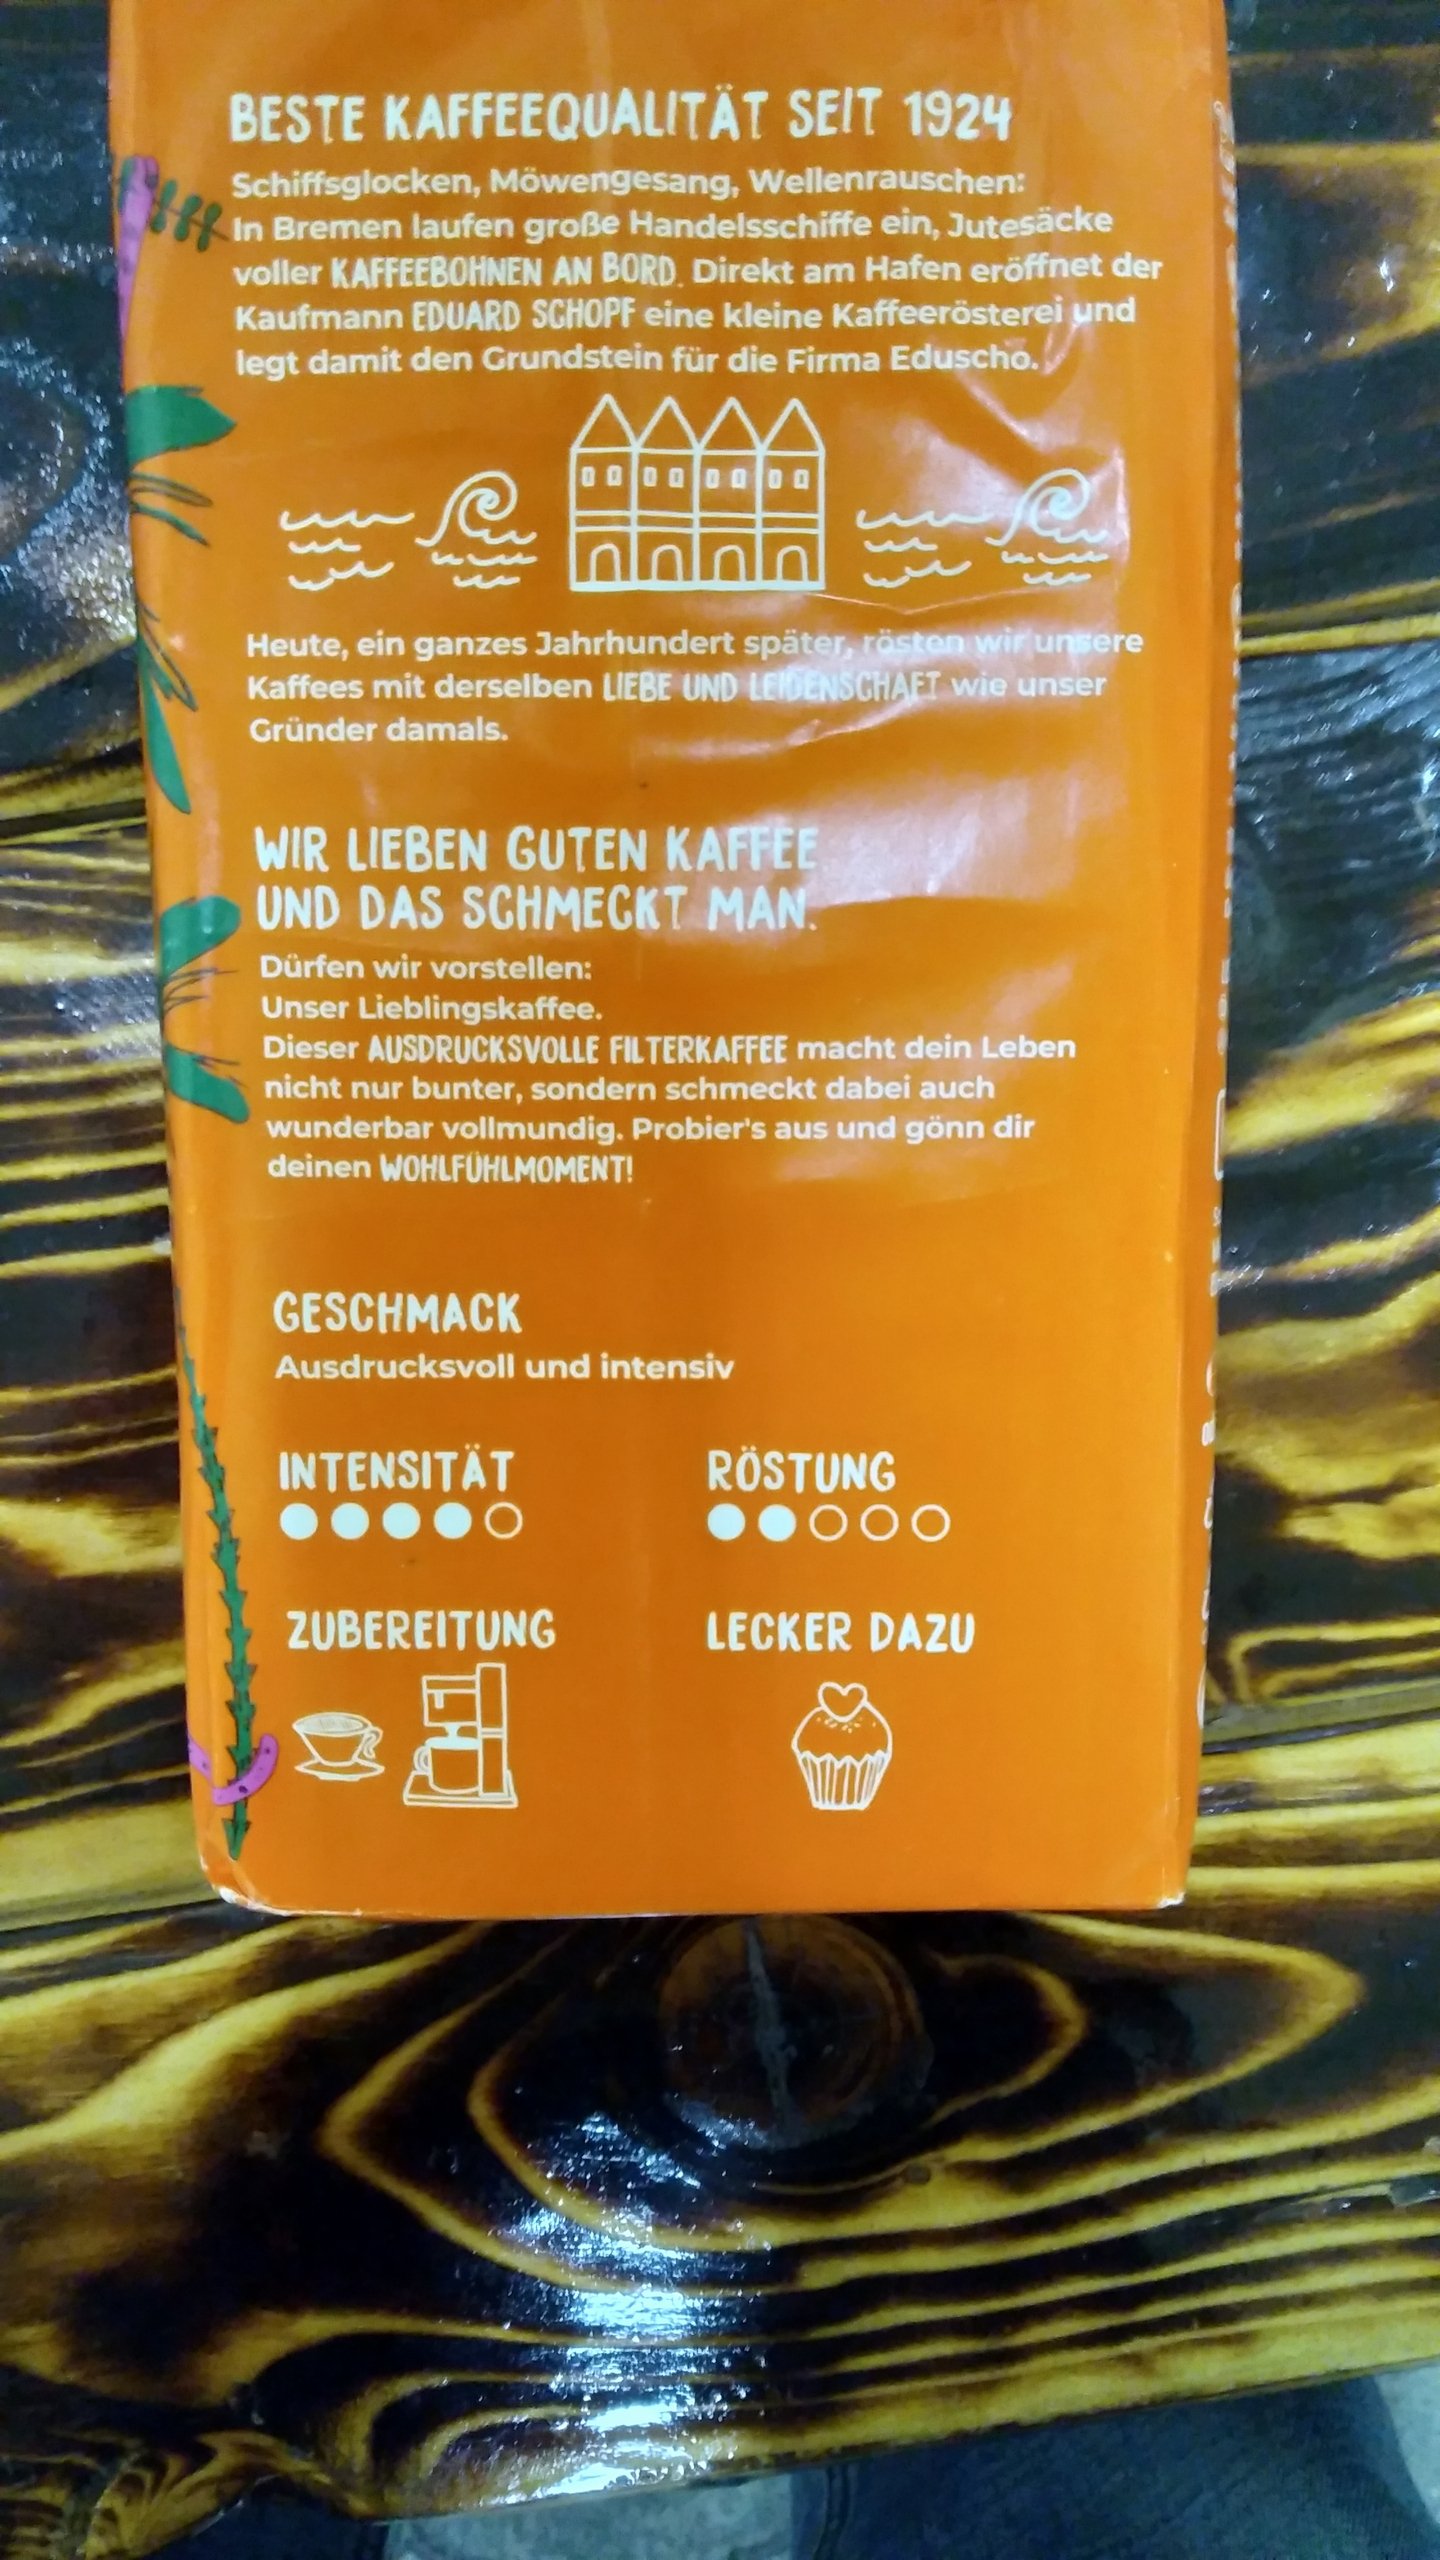 BESTE KAFFEEQUALITÄT SEIT 1924
Schiffsglocken, Möwengesang, Wellenrauschen:
In Bremen laufen große Handelsschiffe ein, Jutesäcke
voller KAFFEEBOHNEN AN BORD. Direkt am Hafen eröffnet der
Kaufmann EDUARD SCHOPF eine kleine Kaffeerösterei und
legt damit den Grundstein für die Firma Eduscho.
Heute, ein ganzes Jahrhundert später, rösten wir unsere
Kaffees mit derselben LIEBE UND LEIDENSCHAFT wie unser
Gründer damals.
WIR LIEBEN GUTEN KAFFEE
UND DAS SCHMECKT MAN.
Dürfen wir vorstellen:
Unser Lieblingskaffee.
Dieser AUSDRUCKSVOLLE FILTERKAFFEE macht dein Leben
nicht nur bunter, sondern schmeckt dabei auch
wunderbar vollmundig. Probier's aus und gönn dir
deinen WOHLFÜHLMOMENT!
GESCHMACK
Ausdrucksvoll und intensiv
INTENSITÄT RÖSTUNG
ZUBEREITUNG LECKER DAZU